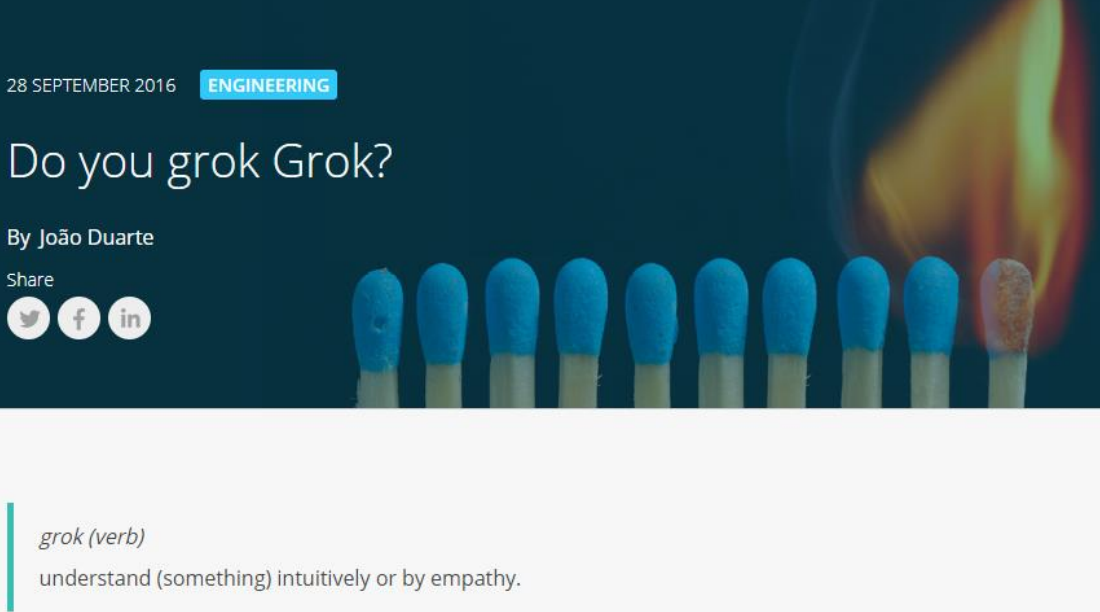 28 SEPTEMBER 2016 ENGINEERING
Do you grok Grok?
By João Duarte
Share
grok (verb)
understand (something) intuitively or by empathy.